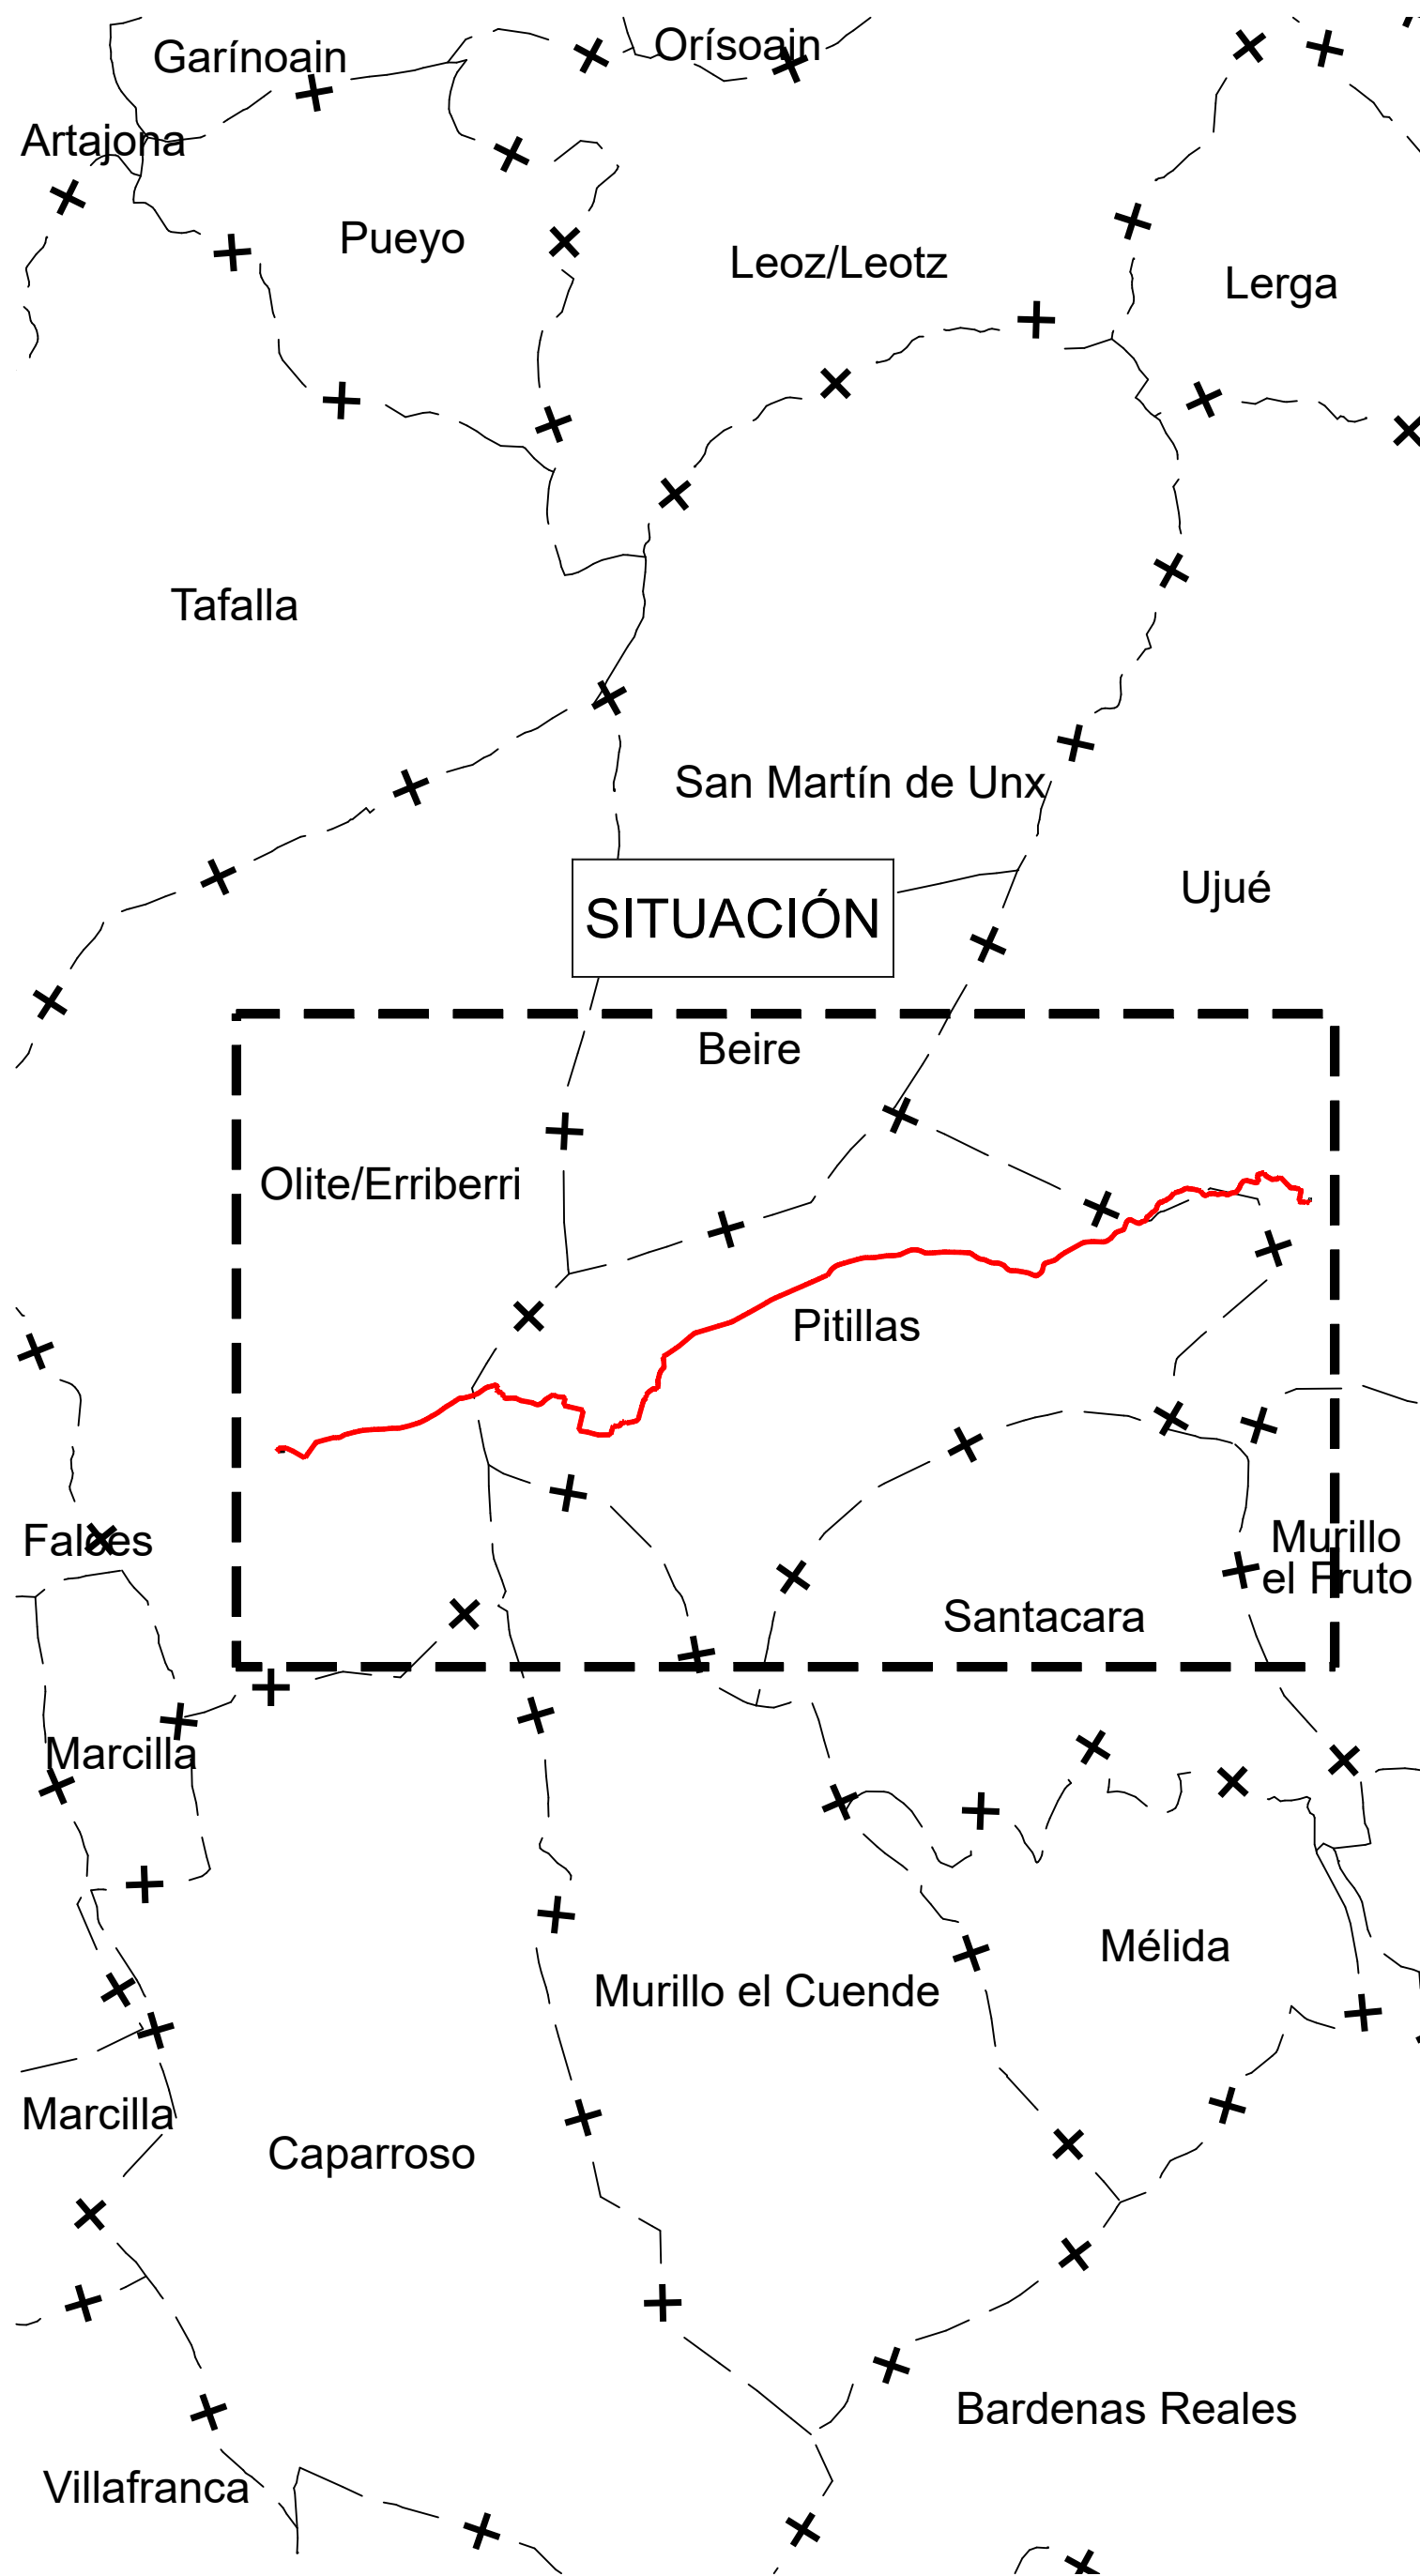 Orísoain
Garínoain
Artajona
Pueyo
Leoz/Leotz
Lerga
Tafalla
San Martín de Unx
Ujué
SITUACIÓN
Beire
Olite/Erriberri
Pitillas
Falces
Murillo
el Fruto
Santacara
Marcilla
Mélida
Murillo el Cuende
Marcilla
Caparroso
Bardenas Reales
Villafranca